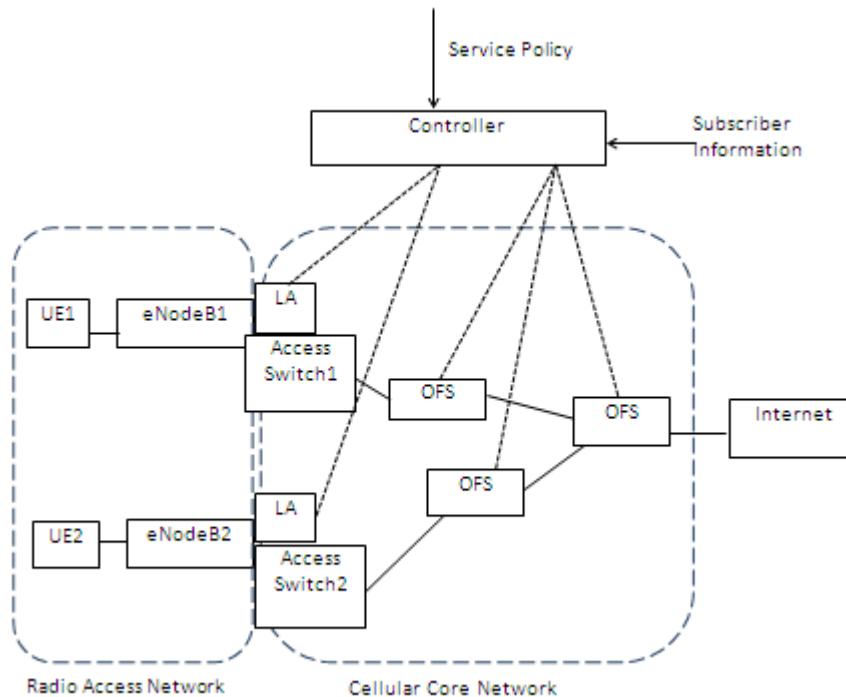 Service Policy
Controller
Subscriber
Information
LA
UE1
eNodeB1
Access
Switch1
OFS
OFS
Internet
OFS
LA
UE2
eNodeB2
Access
Switch2
Radio Access Network
Cellular Core Network